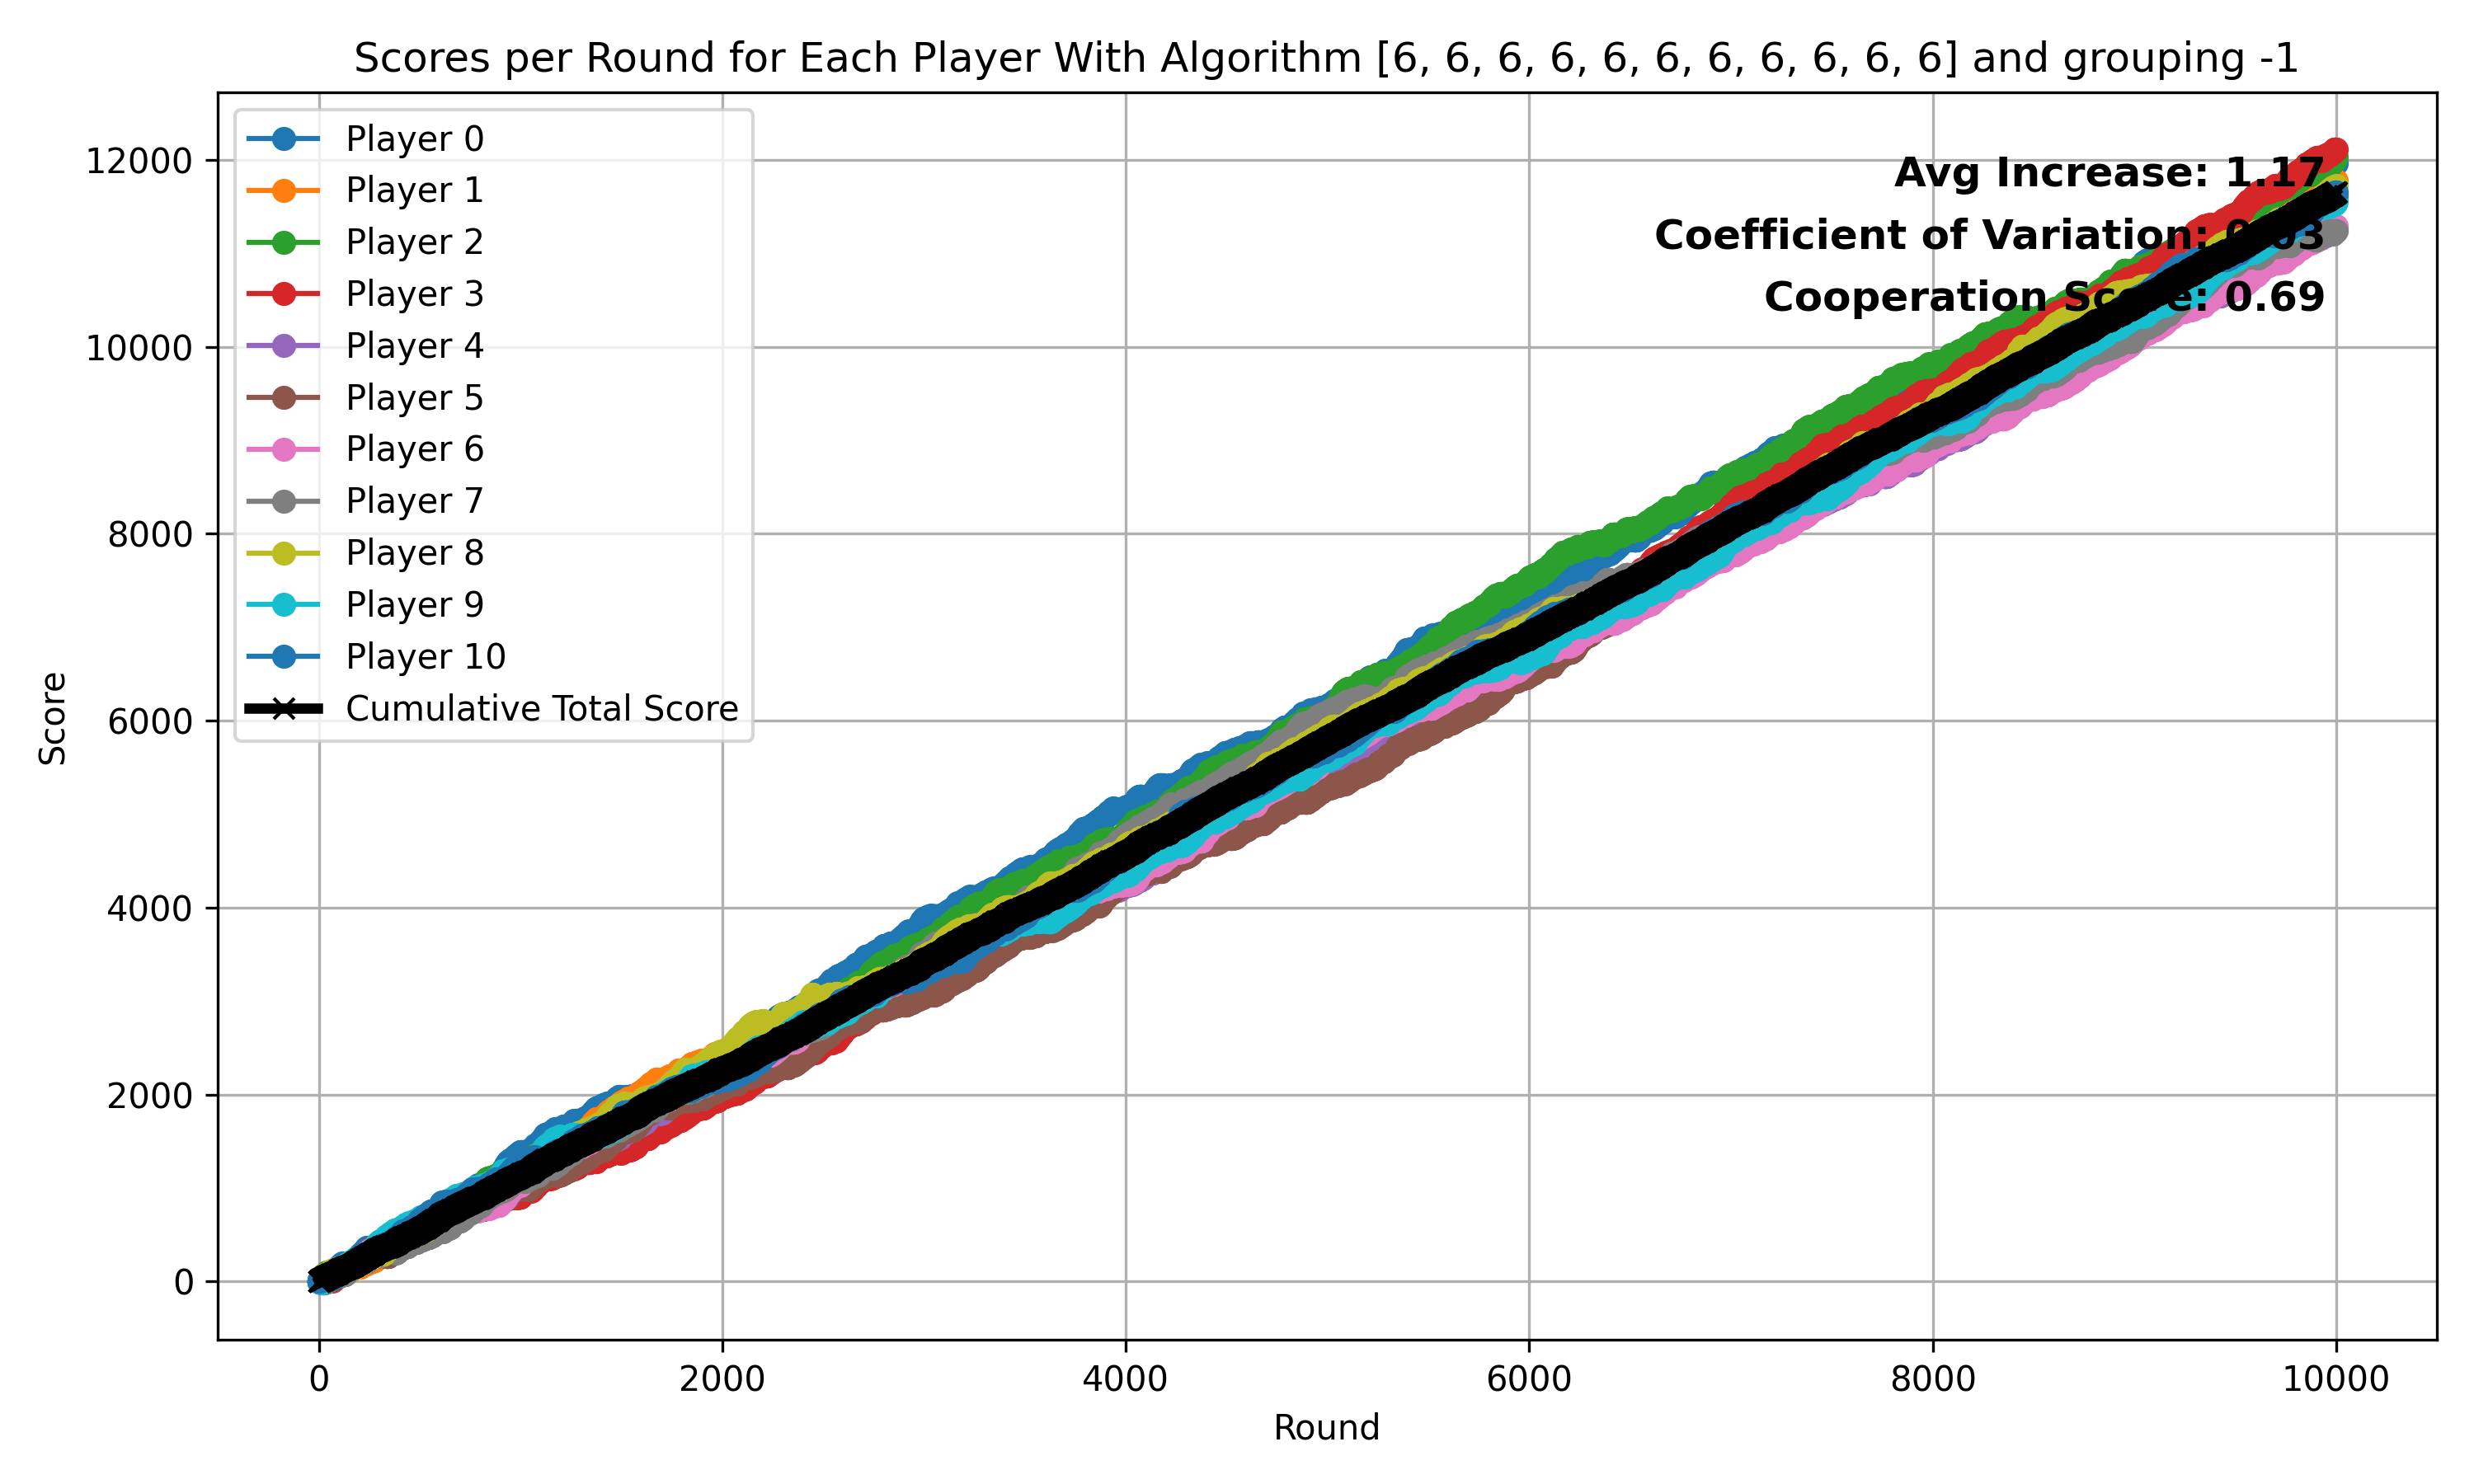 Scores per Round for Each Player With Algorithm [6, 6, 6, 6, 6, 6, 6, 6, 6, 6, 6] and grouping -1
Player 0
Player 1
Player 2
Player 3
Player 4
Player 5
Player 6
Player 7
Player 8
Player 9
Player 10
Cumulative Total Score
Avg Increase: 1.17
Coefficient of Variation: 0.03
Cooperation Score: 0.69
12000
10000
8000
6000
4000
2000
0
Score
0
2000
4000
6000
8000
10000
Round